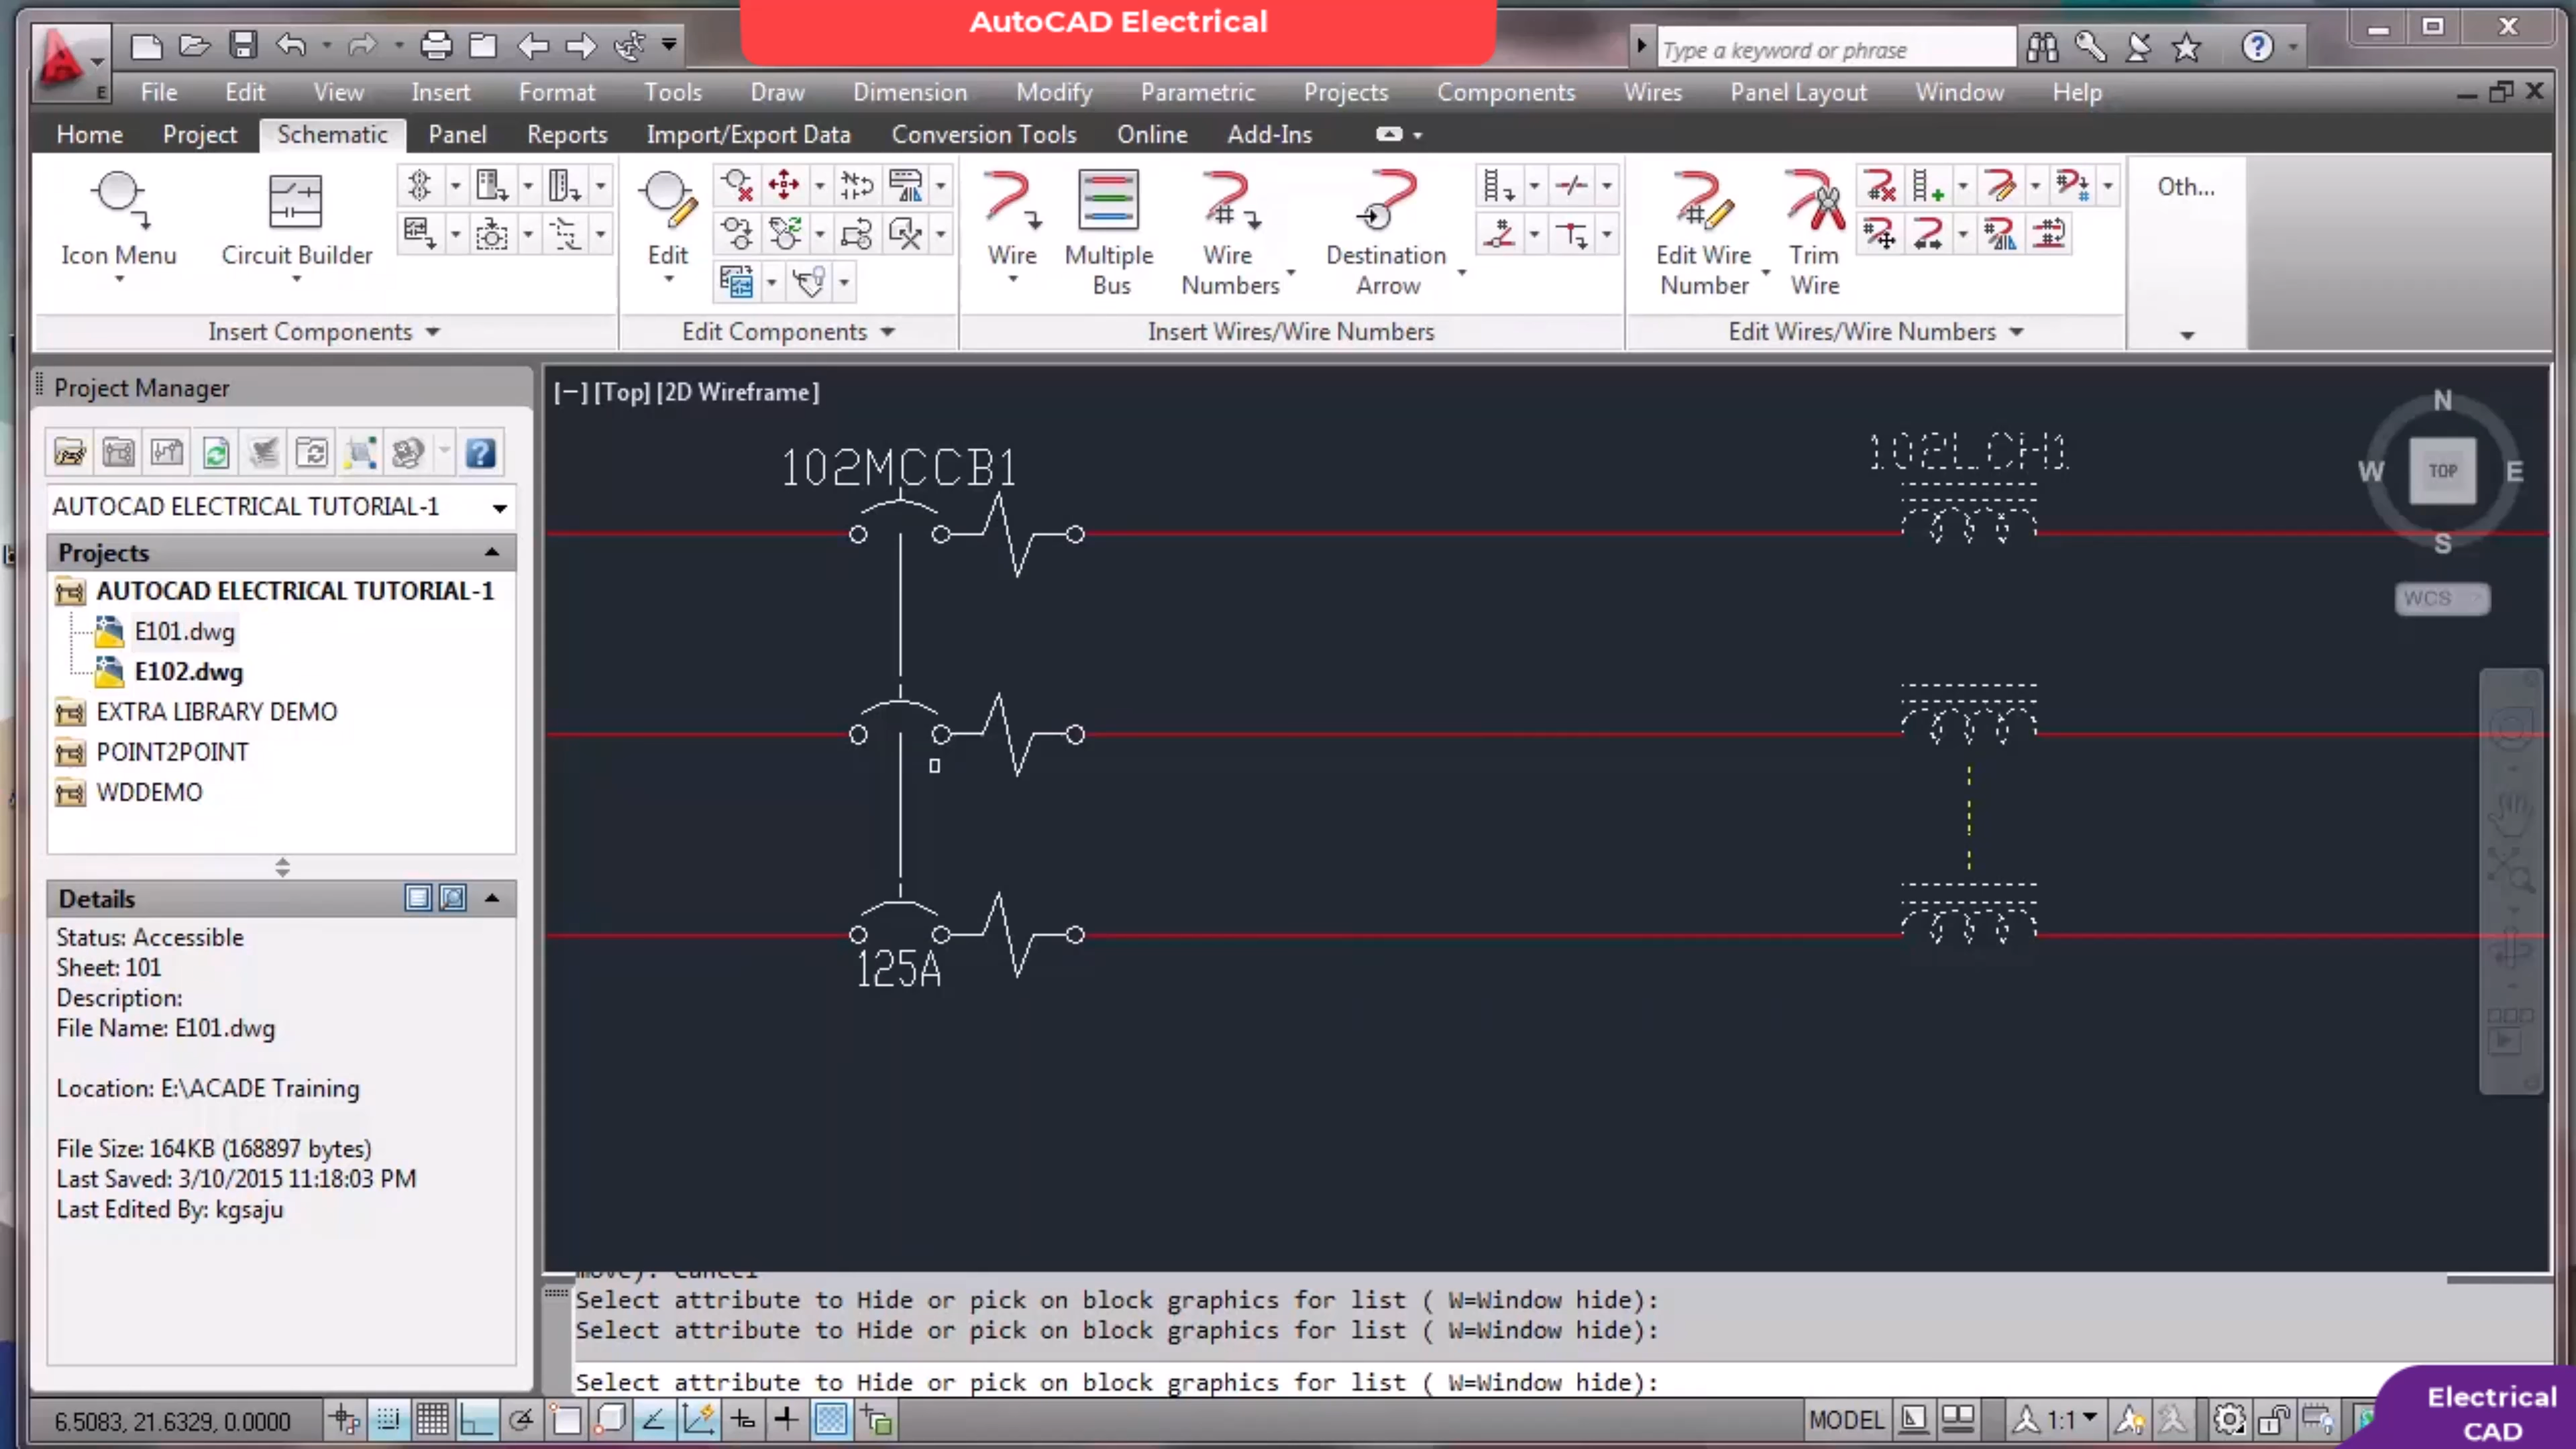 AutoCAD Electrical
Type a keyword or phrase
E
File Edit View Insert Format Tools Draw Dimension Modify Parametric Projects Components Wires Panel Layout Window Help
Home Project Schematic Panel Reports Import/Export Data Conversion Tools Online Add-Ins
Icon Menu
Circuit Builder
Edit
Wire
Multiple Bus
Wire Numbers
Destination Arrow
Edit Wire Number
Trim Wire
Oth...
Insert Components
Edit Components
Insert Wires/Wire Numbers
Edit Wires/Wire Numbers
Project Manager
AUTOCAD ELECTRICAL TUTORIAL-1
Projects
AUTOCAD ELECTRICAL TUTORIAL-1
E101.dwg
E102.dwg
EXTRA LIBRARY DEMO
POINT2POINT
WDDEMO
Details
Status: Accessible
Sheet: 101
Description:
File Name: E101.dwg
Location: E:\ACADE Training
File Size: 164KB (168897 bytes)
Last Saved: 3/10/2015 11:18:03 PM
Last Edited By: kgsaju
[−] [Top] [2D Wireframe]
102MCCB1
102LCH1
125A
N
W TOP E
S
WCS
move): Cancel
Select attribute to Hide or pick on block graphics for list ( W=Window hide):
Select attribute to Hide or pick on block graphics for list ( W=Window hide):
Select attribute to Hide or pick on block graphics for list ( W=Window hide):
6.5083, 21.6329, 0.0000
MODEL
1:1
Electrical
CAD